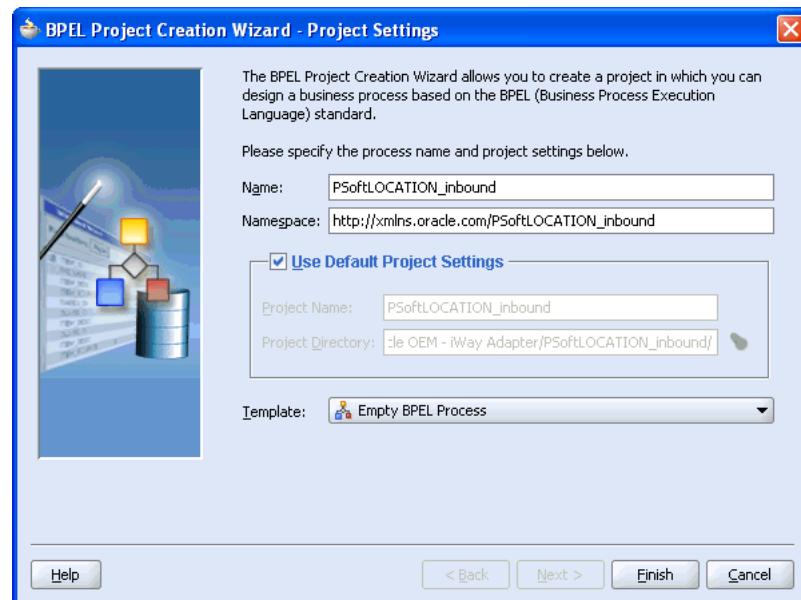 BPEL Project Creation Wizard - Project Settings
The BPEL Project Creation Wizard allows you to create a project in which you can
design a business process based on the BPEL (Business Process Execution
Language) standard.
Please specify the process name and project settings below.
Name: PSoftLOCATION_inbound
Namespace: http://xmlns.oracle.com/PSoftLOCATION_inbound
Use Default Project Settings
Project Name: PSoftLOCATION_inbound
Project Directory: cle OEM - iWay Adapter/PSoftLOCATION_inbound/
Template: Empty BPEL Process
Help < Back Next > Finish Cancel